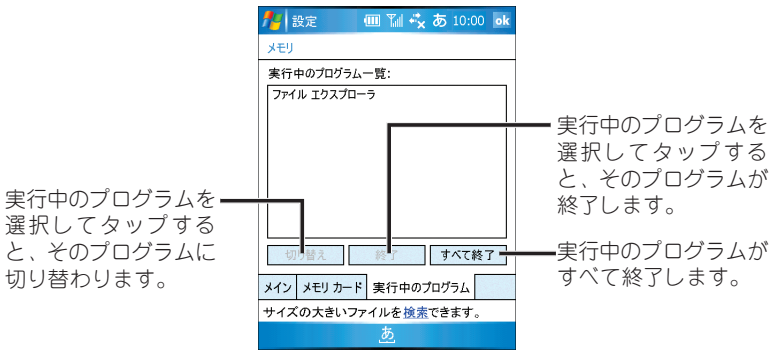 設定 あ 10:00 ok
メモリ
実行中のプログラム一覧:
ファイル エクスプローラ
切り替え 終了 すべて終了
メイン メモリ カード 実行中のプログラム
サイズの大きいファイルを検索できます。
あ
実行中のプログラムを
選択してタップする
と、そのプログラムに
切り替わります。
実行中のプログラムを
選択してタップする
と、そのプログラムが
終了します。
実行中のプログラムが
すべて終了します。